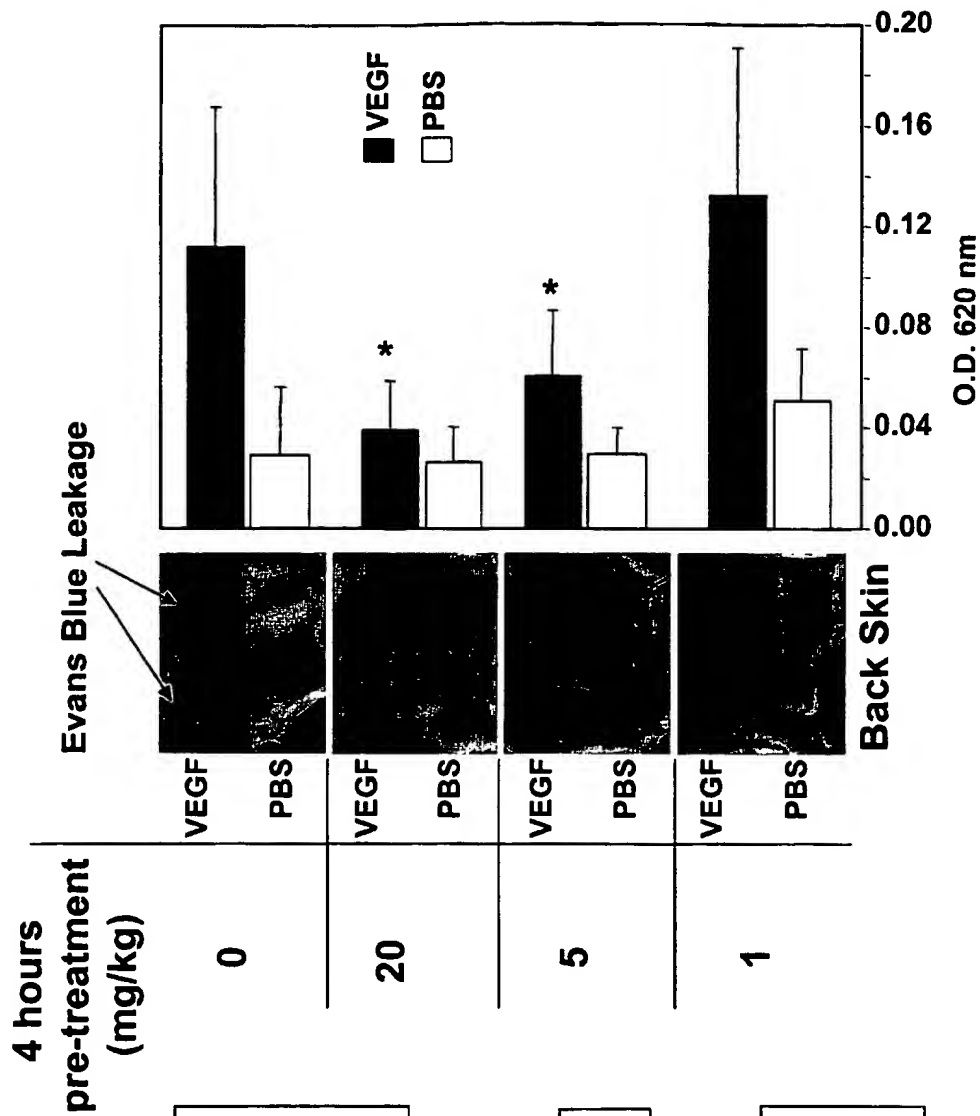 4 hours
pre-treatment
(mg/kg)
Evans Blue Leakage
0
VEGF
PBS
20
VEGF
PBS
5
VEGF
PBS
1
VEGF
PBS
Back Skin
VEGF
PBS
*
*
0.00
0.04
0.08
0.12
0.16
0.20
O.D. 620 nm